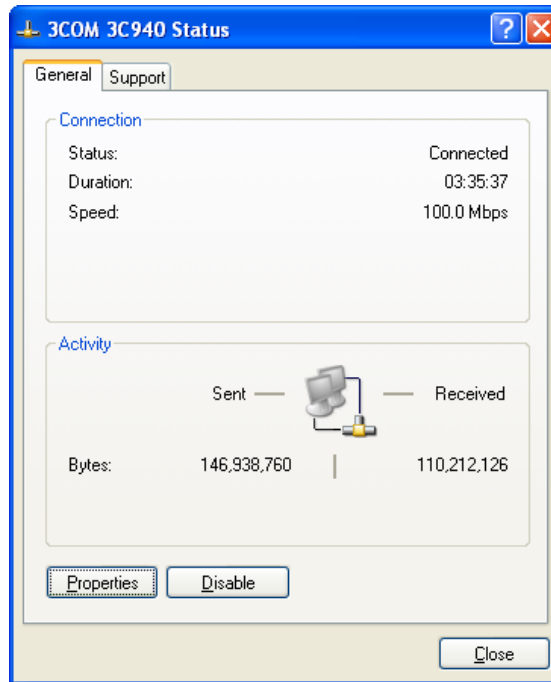 3COM 3C940 Status
General Support
Connection
Status: Connected
Duration: 03:35:37
Speed: 100.0 Mbps
Activity
Sent Received
Bytes: 146,938,760 110,212,126
Properties Disable
Close